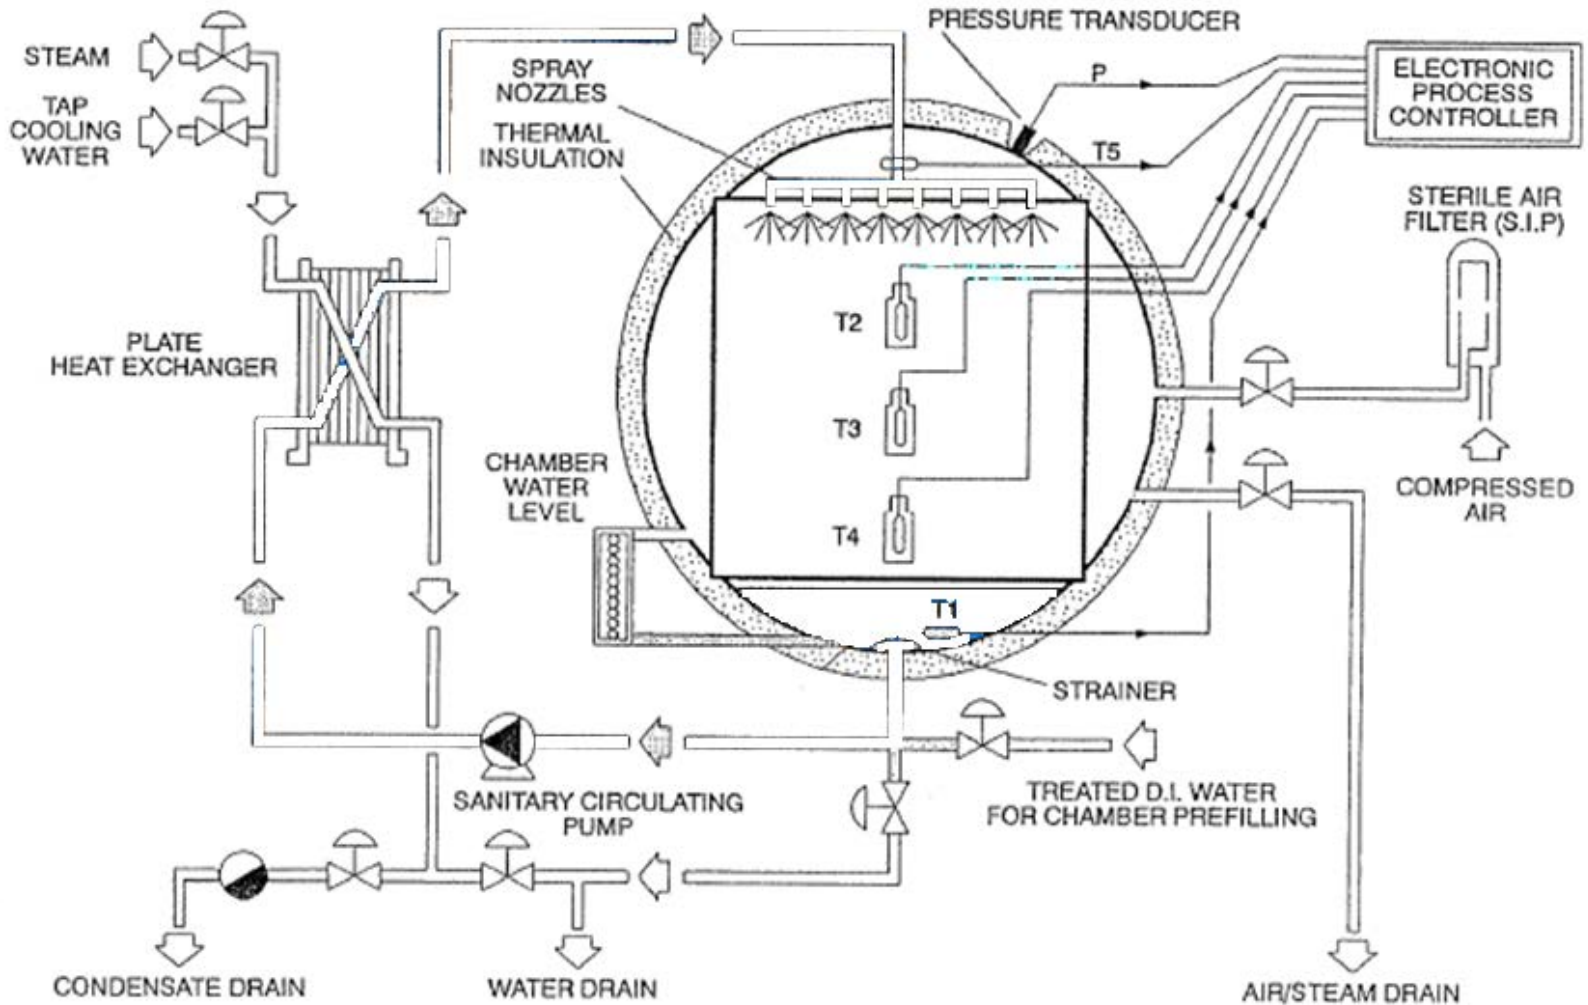 STEAM
TAP
COOLING
WATER
SPRAY
NOZZLES
THERMAL
INSULATION
PRESSURE TRANSDUCER
P
T5
ELECTRONIC
PROCESS
CONTROLLER
STERILE AIR
FILTER (S.I.P)
PLATE
HEAT EXCHANGER
T2
T3
T4
CHAMBER
WATER
LEVEL
COMPRESSED
AIR
T1
STRAINER
SANITARY CIRCULATING
PUMP
TREATED D.I. WATER
FOR CHAMBER PREFILLING
CONDENSATE DRAIN
WATER DRAIN
AIR/STEAM DRAIN